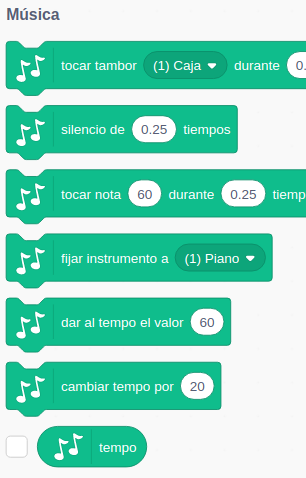 Música
tocar tambor (1) Caja durante 0.
silencio de 0.25 tiempos
tocar nota 60 durante 0.25 tiemp
fijar instrumento a (1) Piano
dar al tempo el valor 60
cambiar tempo por 20
tempo